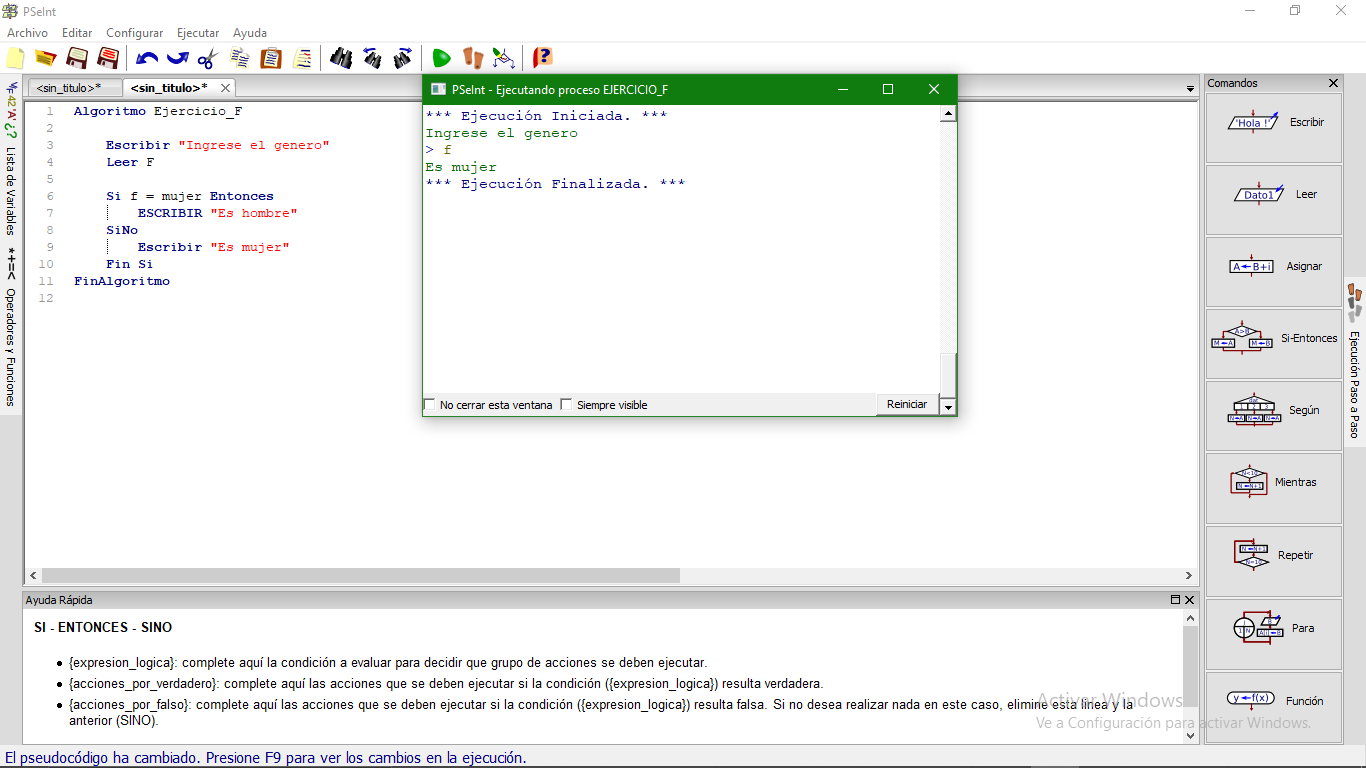 PSeInt
Archivo Editar Configurar Ejecutar Ayuda
<sin_titulo>* <sin_titulo>*
1 Algoritmo Ejercicio_F
2
3 Escribir "Ingrese el genero"
4 Leer F
5
6 Si f = mujer Entonces
7 ESCRIBIR "Es hombre"
8 SiNo
9 Escribir "Es mujer"
10 Fin Si
11 FinAlgoritmo
12
PSeInt - Ejecutando proceso EJERCICIO_F
*** Ejecución Iniciada. ***
Ingrese el genero
> f
Es mujer
*** Ejecución Finalizada. ***
No cerrar esta ventana Siempre visible Reiniciar
Lista de Variables
*+=< Operadores y Funciones
Comandos
'Hola !' Escribir
Dato1 Leer
A←B+i Asignar
A>B M←A M←B Si-Entonces
1 2 3 Según
Mientras
Repetir
Para
y←f(x) Función
Ejecución Paso a Paso
Ayuda Rápida
SI - ENTONCES - SINO
• {expresion_logica}: complete aquí la condición a evaluar para decidir que grupo de acciones se deben ejecutar.
• {acciones_por_verdadero}: complete aquí las acciones que se deben ejecutar si la condición ({expresion_logica}) resulta verdadera.
• {acciones_por_falso}: complete aquí las acciones que se deben ejecutar si la condición ({expresion_logica}) resulta falsa. Si no desea realizar nada en este caso, elimine esta línea y la
anterior (SINO).
Activar Windows
Ve a Configuración para activar Windows.
El pseudocódigo ha cambiado. Presione F9 para ver los cambios en la ejecución.